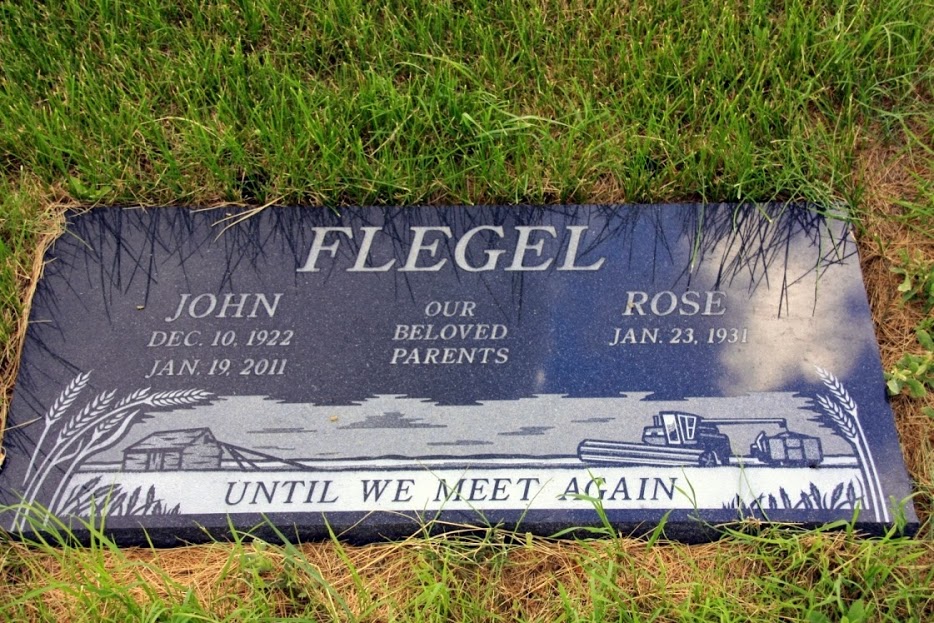 FLEGEL
JOHN
DEC. 10, 1922
JAN. 19, 2011
OUR
BELOVED
PARENTS
ROSE
JAN. 23, 1931
UNTIL WE MEET AGAIN